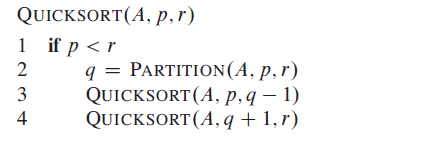 QUICKSORT(A, p, r)
1 if p < r
2 q = PARTITION(A, p, r)
3 QUICKSORT(A, p, q − 1)
4 QUICKSORT(A, q + 1, r)